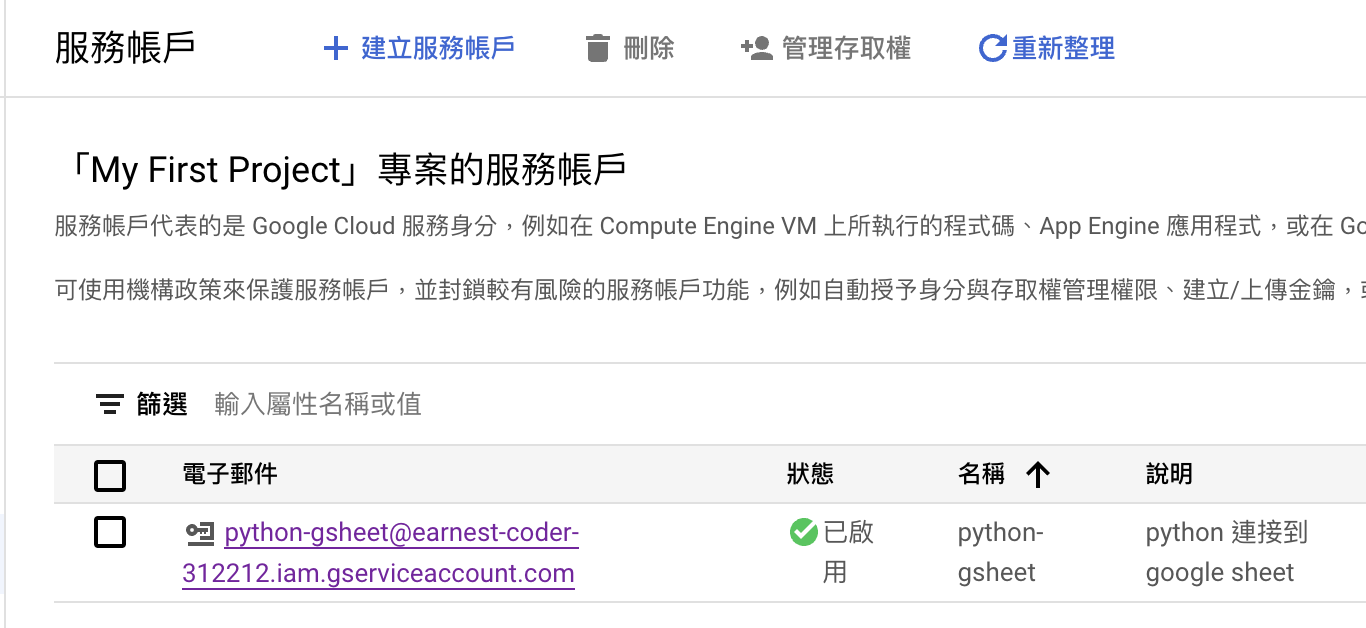 服務帳戶 建立服務帳戶 刪除 管理存取權 重新整理
「My First Project」專案的服務帳戶
服務帳戶代表的是 Google Cloud 服務身分，例如在 Compute Engine VM 上所執行的程式碼、App Engine 應用程式，或在 Go
可使用機構政策來保護服務帳戶，並封鎖較有風險的服務帳戶功能，例如自動授予身分與存取權管理權限、建立/上傳金鑰，
篩選 輸入屬性名稱或值
電子郵件 狀態 名稱 說明
python-gsheet@earnest-coder- 已啟 python- python 連接到
312212.iam.gserviceaccount.com 用 gsheet google sheet